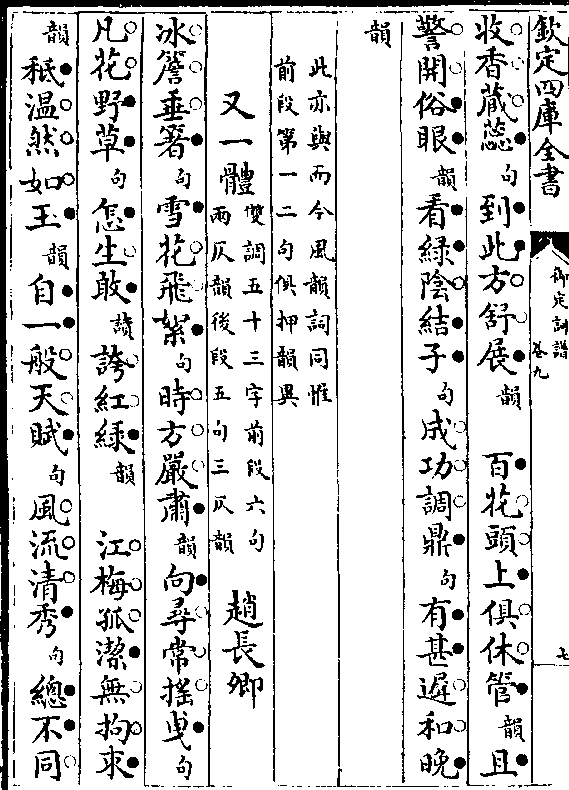 欽定四庫全書
御定詞譜
卷九
七
收香藏蕊句到此方舒展韻 百花頭上俱休管韻且
警開俗眼韻看緑陰結子句成功調鼎句有甚遲和晚
韻
此亦與而今風韻詞同惟
前段第一二句俱押韻異
又一體 雙調五十三字前段六句
兩仄韻後段五句三仄韻 趙長卿
冰簷垂箸句雪花飛絮句時方嚴肅韻向尋常搖曵句
凡花野草句怎生敢讀誇紅緑韻 江梅孤潔無拘束
韻秪温然如玉韻自一般天賦句風流清秀句總不同